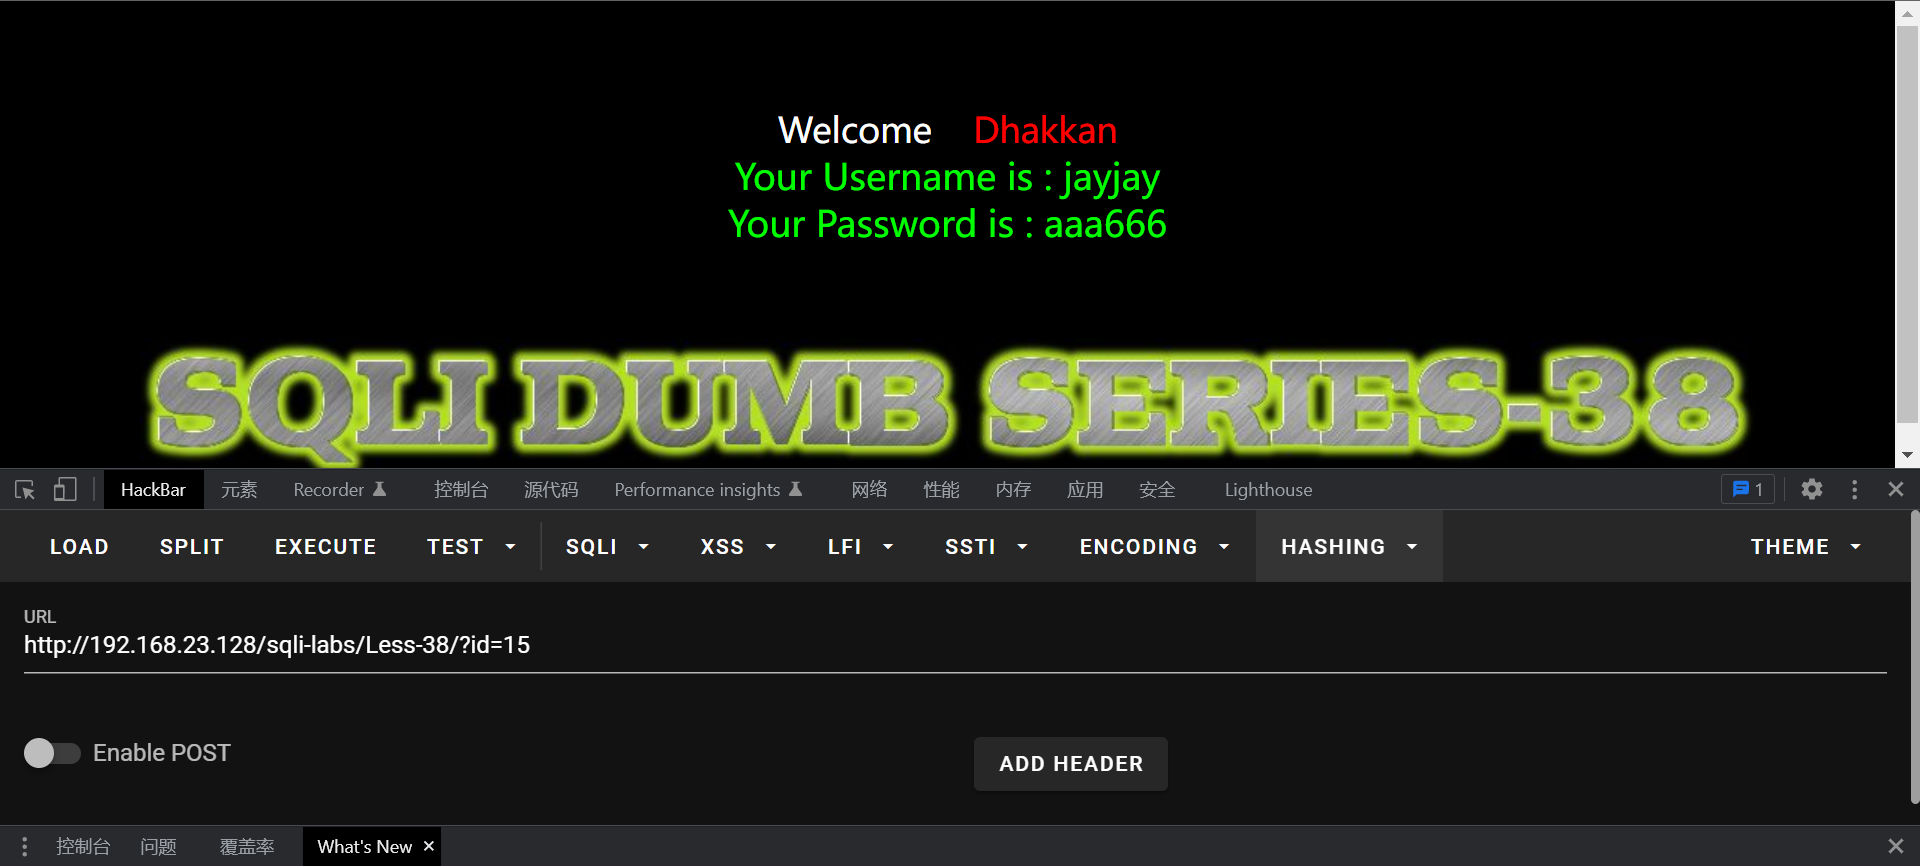 Welcome Dhakkan
Your Username is : jayjay
Your Password is : aaa666
SQLI DUMB SERIES-38
HackBar 元素 Recorder 控制台 源代码 Performance insights 网络 性能 内存 应用 安全 Lighthouse 1
LOAD SPLIT EXECUTE TEST SQLI XSS LFI SSTI ENCODING HASHING THEME
URL
http://192.168.23.128/sqli-labs/Less-38/?id=15
Enable POST ADD HEADER
控制台 问题 覆盖率 What's New